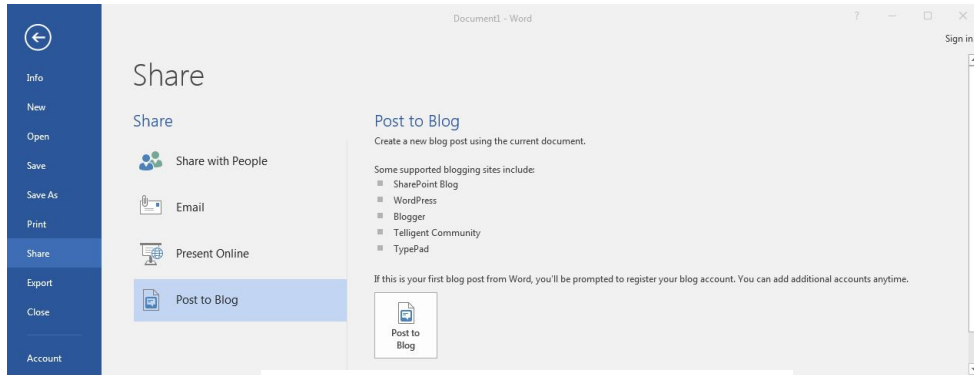 Document1 - Word
?
Sign in
Info
New
Open
Save
Save As
Print
Share
Export
Close
Account
Share
Share
Share with People
Email
Present Online
Post to Blog
Post to Blog
Create a new blog post using the current document.
Some supported blogging sites include:
SharePoint Blog
WordPress
Blogger
Telligent Community
TypePad
If this is your first blog post from Word, you'll be prompted to register your blog account. You can add additional accounts anytime.
Post to
Blog